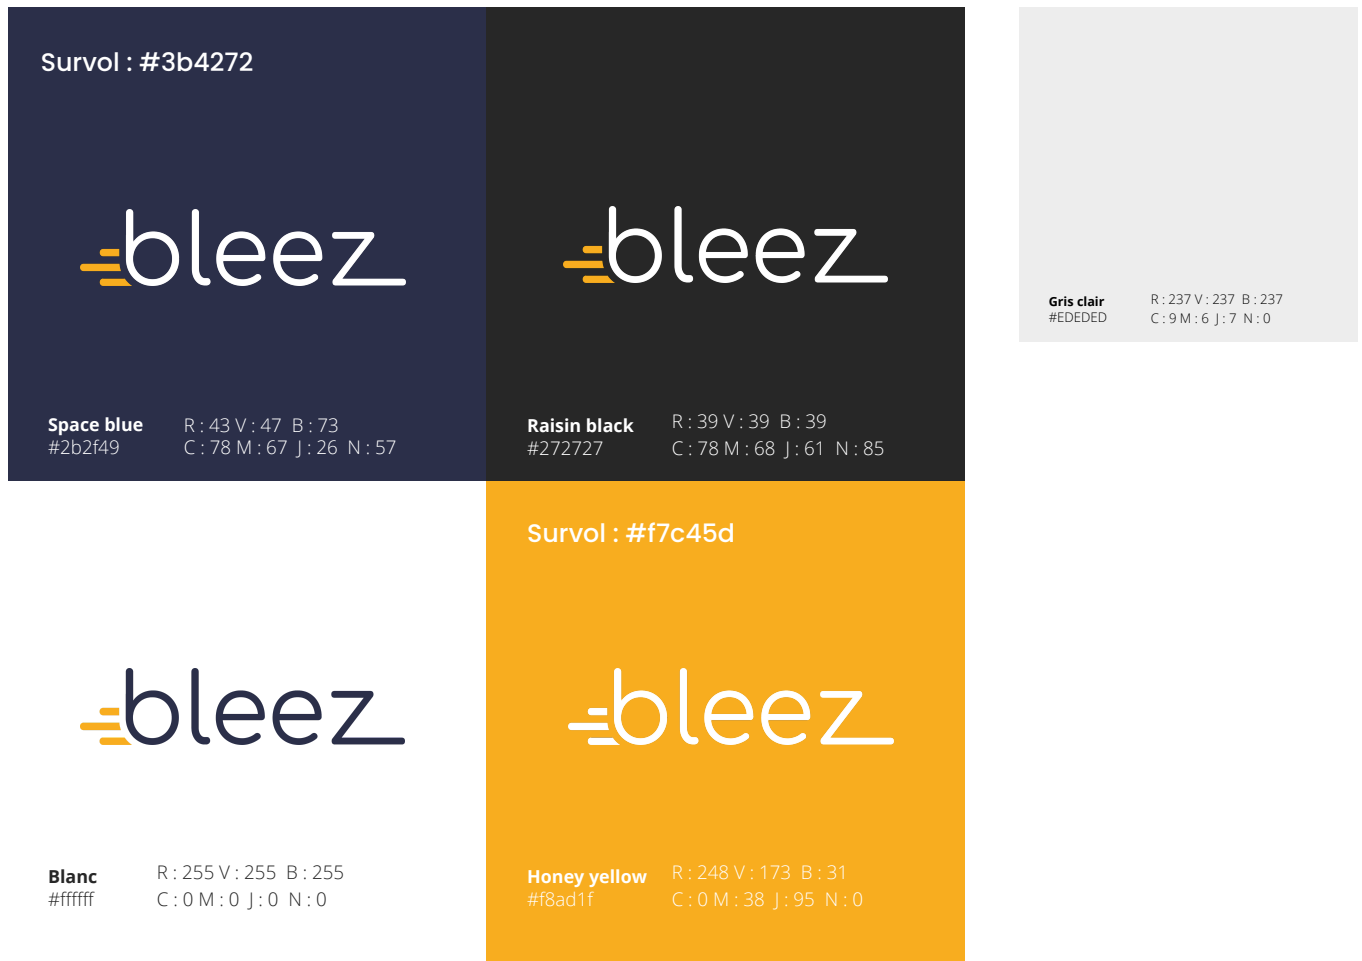 Survol : #3b4272
bleez
Space blue
#2b2f49
R : 43 V : 47 B : 73
C : 78 M : 67 J : 26 N : 57
bleez
Raisin black
#272727
R : 39 V : 39 B : 39
C : 78 M : 68 J : 61 N : 85
Gris clair
#EDEDED
R : 237 V : 237 B : 237
C : 9 M : 6 J : 7 N : 0
bleez
Blanc
#ffffff
R : 255 V : 255 B : 255
C : 0 M : 0 J : 0 N : 0
Survol : #f7c45d
bleez
Honey yellow
#f8ad1f
R : 248 V : 173 B : 31
C : 0 M : 38 J : 95 N : 0